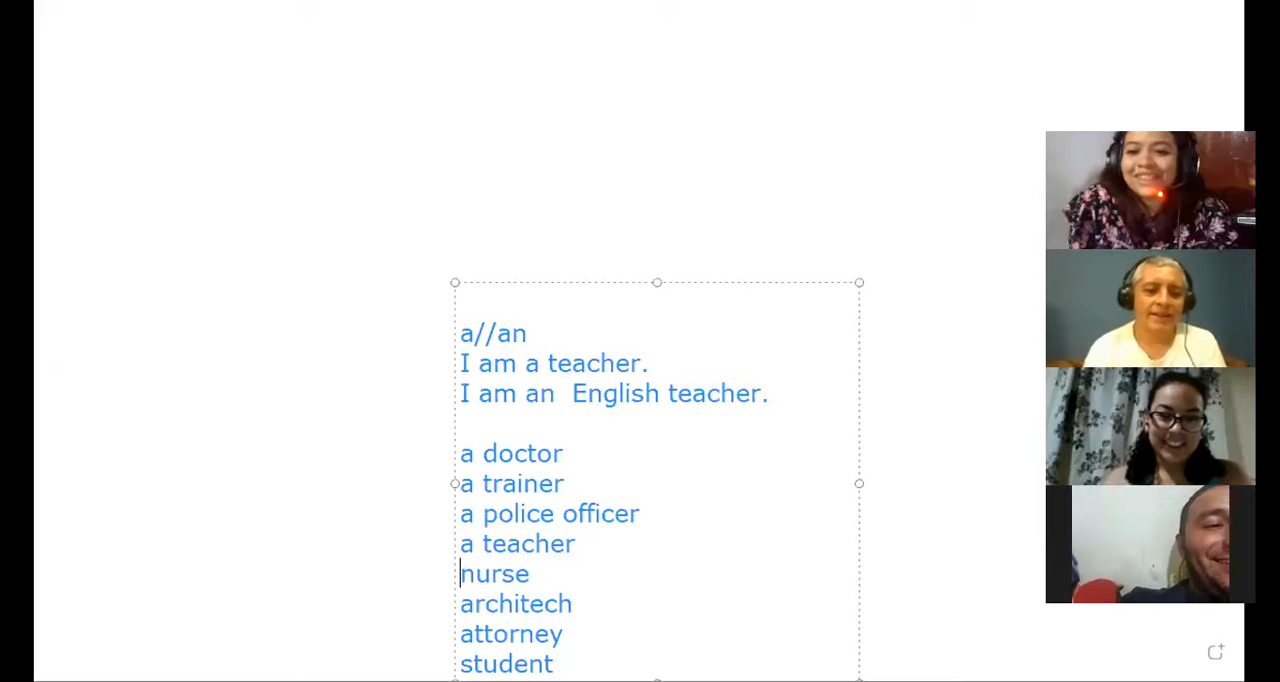 a//an
I am a teacher.
I am an  English teacher.
a doctor
a trainer
a police officer
a teacher
nurse
architech
attorney
student